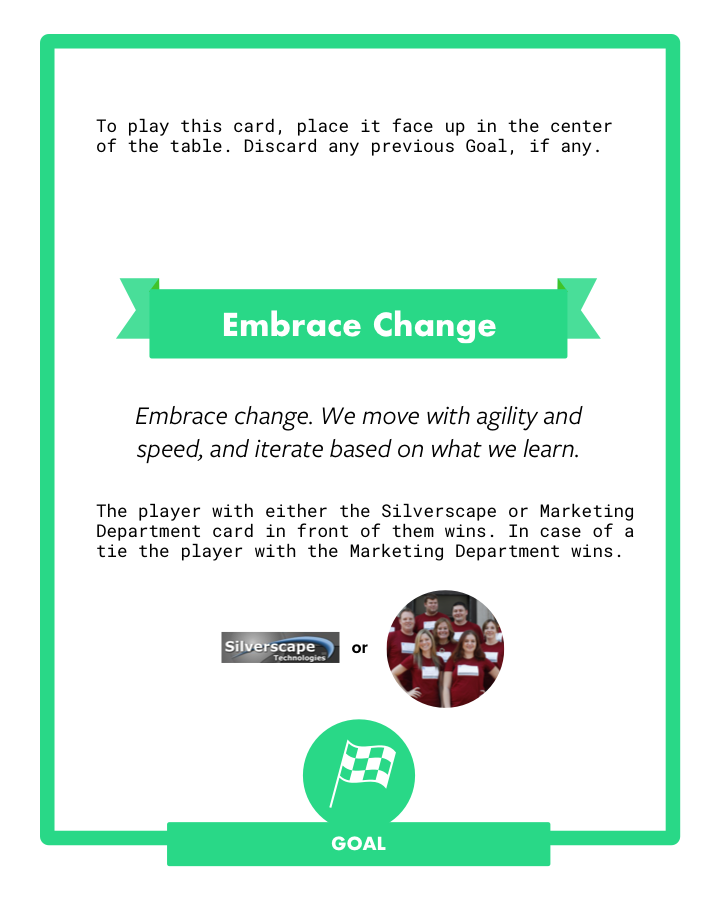 To play this card, place it face up in the center
of the table. Discard any previous Goal, if any.
Embrace Change
Embrace change. We move with agility and
speed, and iterate based on what we learn.
The player with either the Silverscape or Marketing
Department card in front of them wins. In case of a
tie the player with the Marketing Department wins.
Silverscape
Technologies
or
GOAL